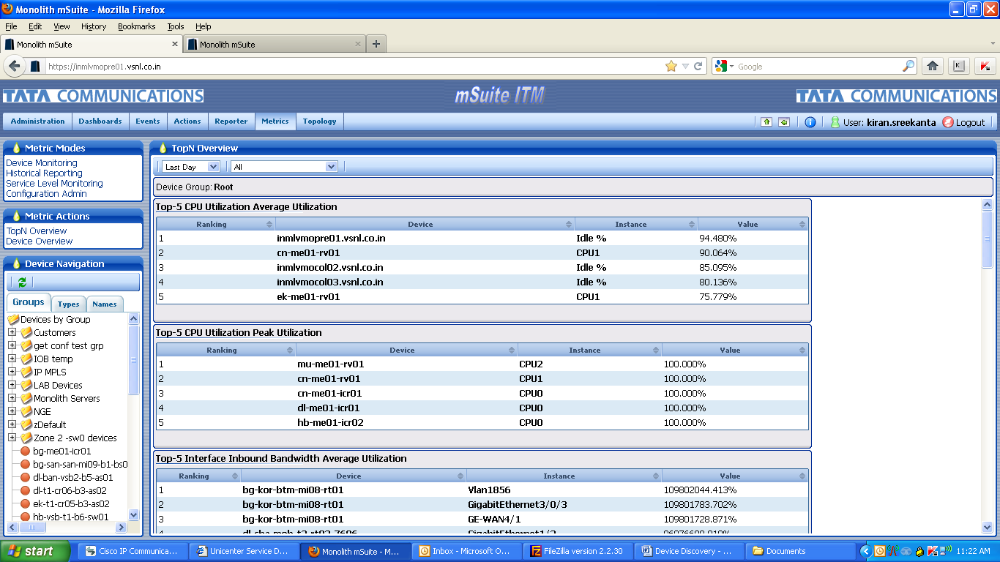 Monolith mSuite - Mozilla Firefox
File Edit View History Bookmarks Tools Help
Monolith mSuite
Monolith mSuite
https://inmlvmopre01.vsnl.co.in
Google
TATA COMMUNICATIONS
mSuite ITM
TATA COMMUNICATIONS
Administration Dashboards Events Actions Reporter Metrics Topology
User: kiran.sreekanta Logout
Metric Modes
Device Monitoring
Historical Reporting
Service Level Monitoring
Configuration Admin
Metric Actions
TopN Overview
Device Overview
Device Navigation
Groups Types Names
Devices by Group
Customers
get conf test grp
IOB temp
IP MPLS
LAB Devices
Monolith Servers
NGE
zDefault
Zone 2 -sw0 devices
bg-me01-icr01
bg-san-san-mi09-b1-bs0
dl-ban-vsb2-b5-as01
dl-t1-cr06-b3-as02
ek-t1-cr05-b3-as02
hb-vsb-t1-b6-sw01
TopN Overview
Last Day All
Device Group: Root
Top-5 CPU Utilization Average Utilization
Ranking Device Instance Value
1 inmlvmopre01.vsnl.co.in Idle % 94.480%
2 cn-me01-rv01 CPU1 90.064%
3 inmlvmocol02.vsnl.co.in Idle % 85.095%
4 inmlvmocol03.vsnl.co.in Idle % 80.136%
5 ek-me01-rv01 CPU1 75.779%
Top-5 CPU Utilization Peak Utilization
Ranking Device Instance Value
1 mu-me01-rv01 CPU2 100.000%
2 cn-me01-rv01 CPU1 100.000%
3 cn-me01-icr01 CPU0 100.000%
4 dl-me01-icr01 CPU0 100.000%
5 hb-me01-icr02 CPU0 100.000%
Top-5 Interface Inbound Bandwidth Average Utilization
Ranking Device Instance Value
1 bg-kor-btm-mi08-rt01 Vlan1856 109802044.413%
2 bg-kor-btm-mi08-rt01 GigabitEthernet3/0/3 109801783.702%
3 bg-kor-btm-mi08-rt01 GE-WAN4/1 109801728.871%
start Cisco IP Communica... Unicenter Service D... Monolith mSuite - M... Inbox - Microsoft O... FileZilla version 2.2.30 Device Discovery - ... Documents 11:22 AM